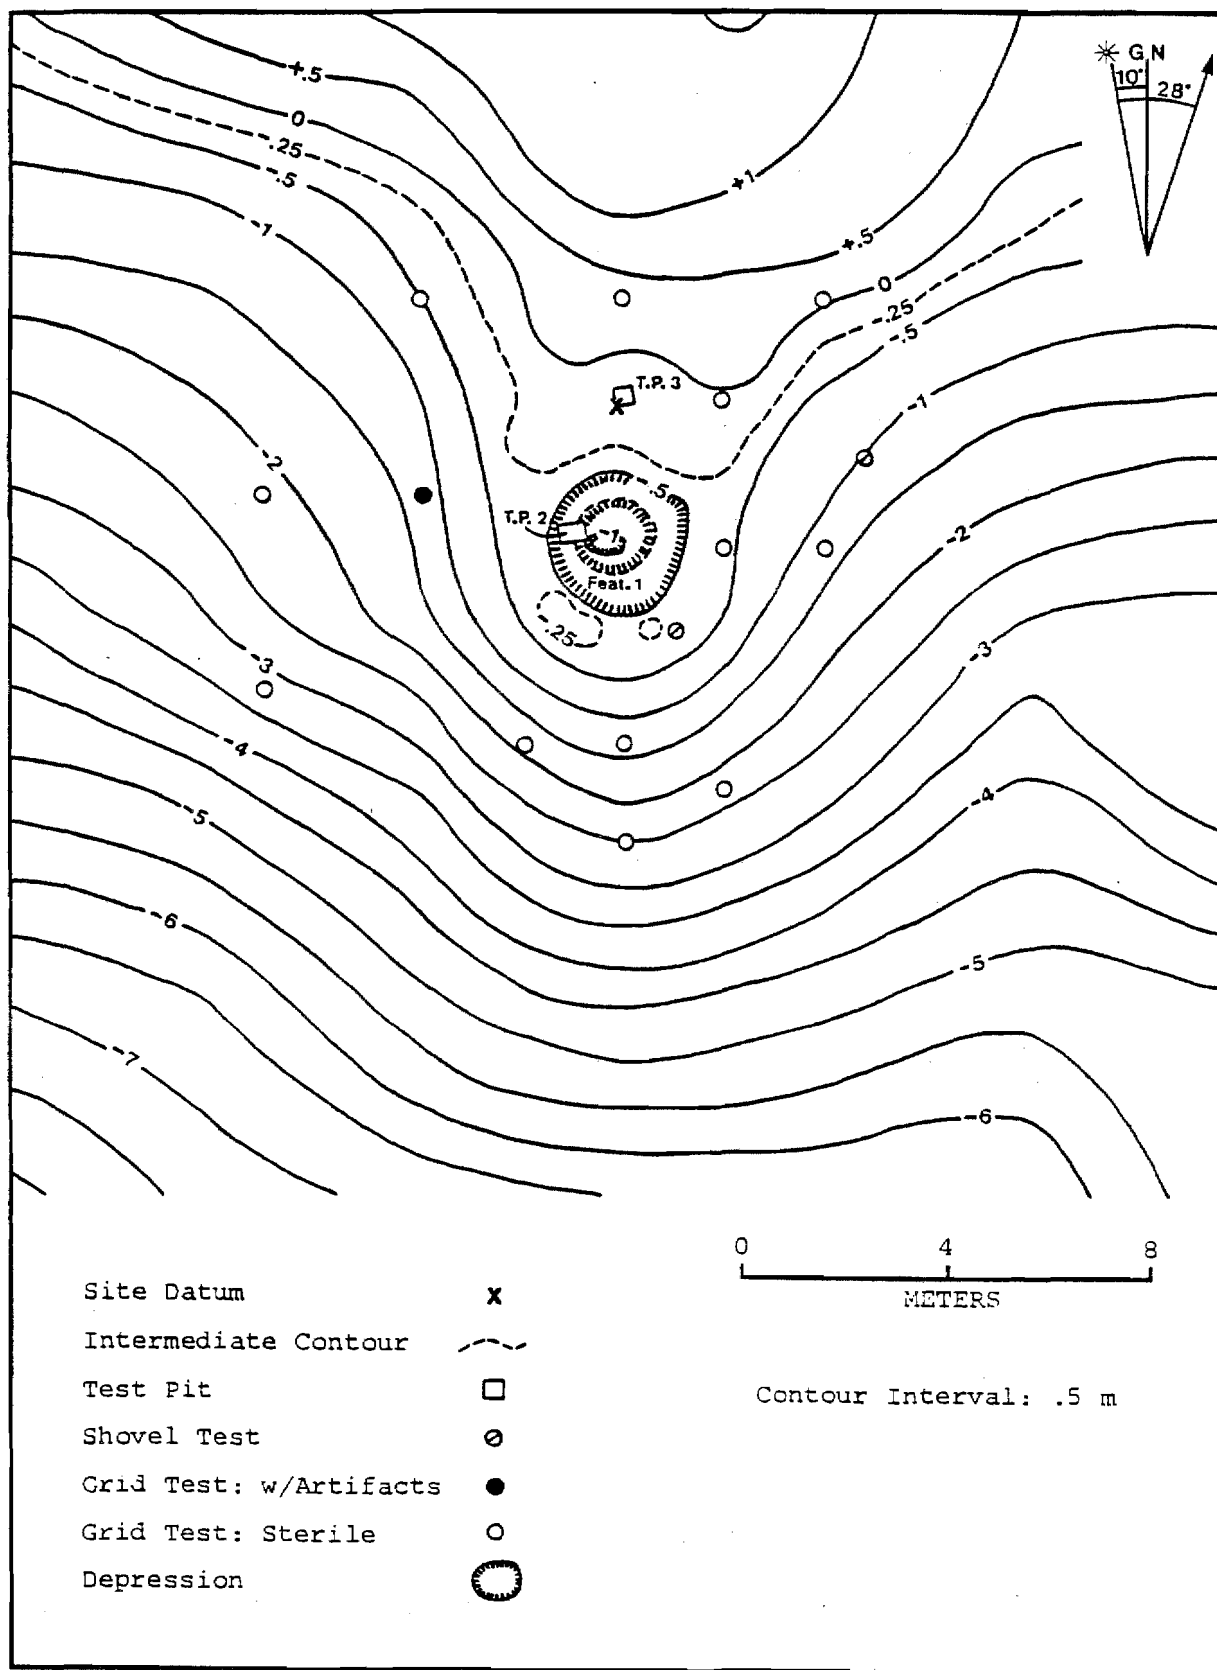 G N
10°
28°
+.5
0
-.25
-.5
-1
+1
+.5
0
-.25
-.5
T.P. 3
-1
-2
-.5
T.P. 2
-1
-2
Feat. 1
-.25
-3
-3
-4
-4
-5
-6
-5
-7
-6
0 4 8
METERS
Site Datum x
Intermediate Contour
Test Pit
Contour Interval: .5 m
Shovel Test
Grid Test: w/Artifacts
Grid Test: Sterile
Depression